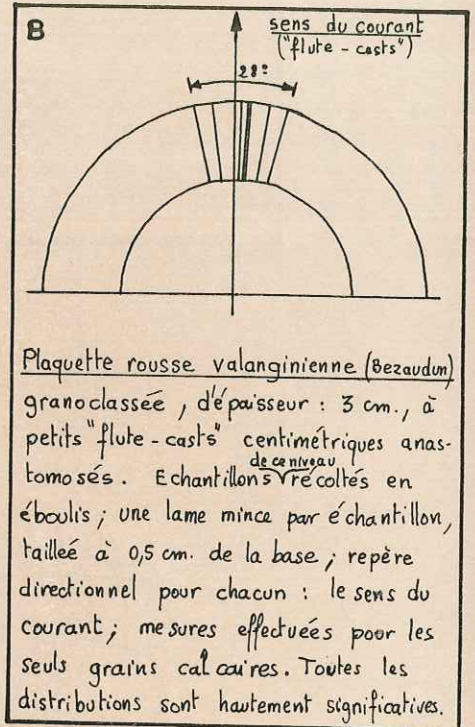 B
sens du courant
("flute-casts")
28°
Plaquette rousse valanginienne (Bezaudun)
granoclassée, d'épaisseur : 3 cm., à
petits "flute-casts" centimétriques anas-
tomosés. Echantillons de ce niveau récoltés en
éboulis ; une lame mince par échantillon,
tailleé à 0,5 cm. de la base ; repère
directionnel pour chacun : le sens du
courant ; mesures effectuées pour les
seuls grains calcaires. Toutes les
distributions sont hautement significatives.